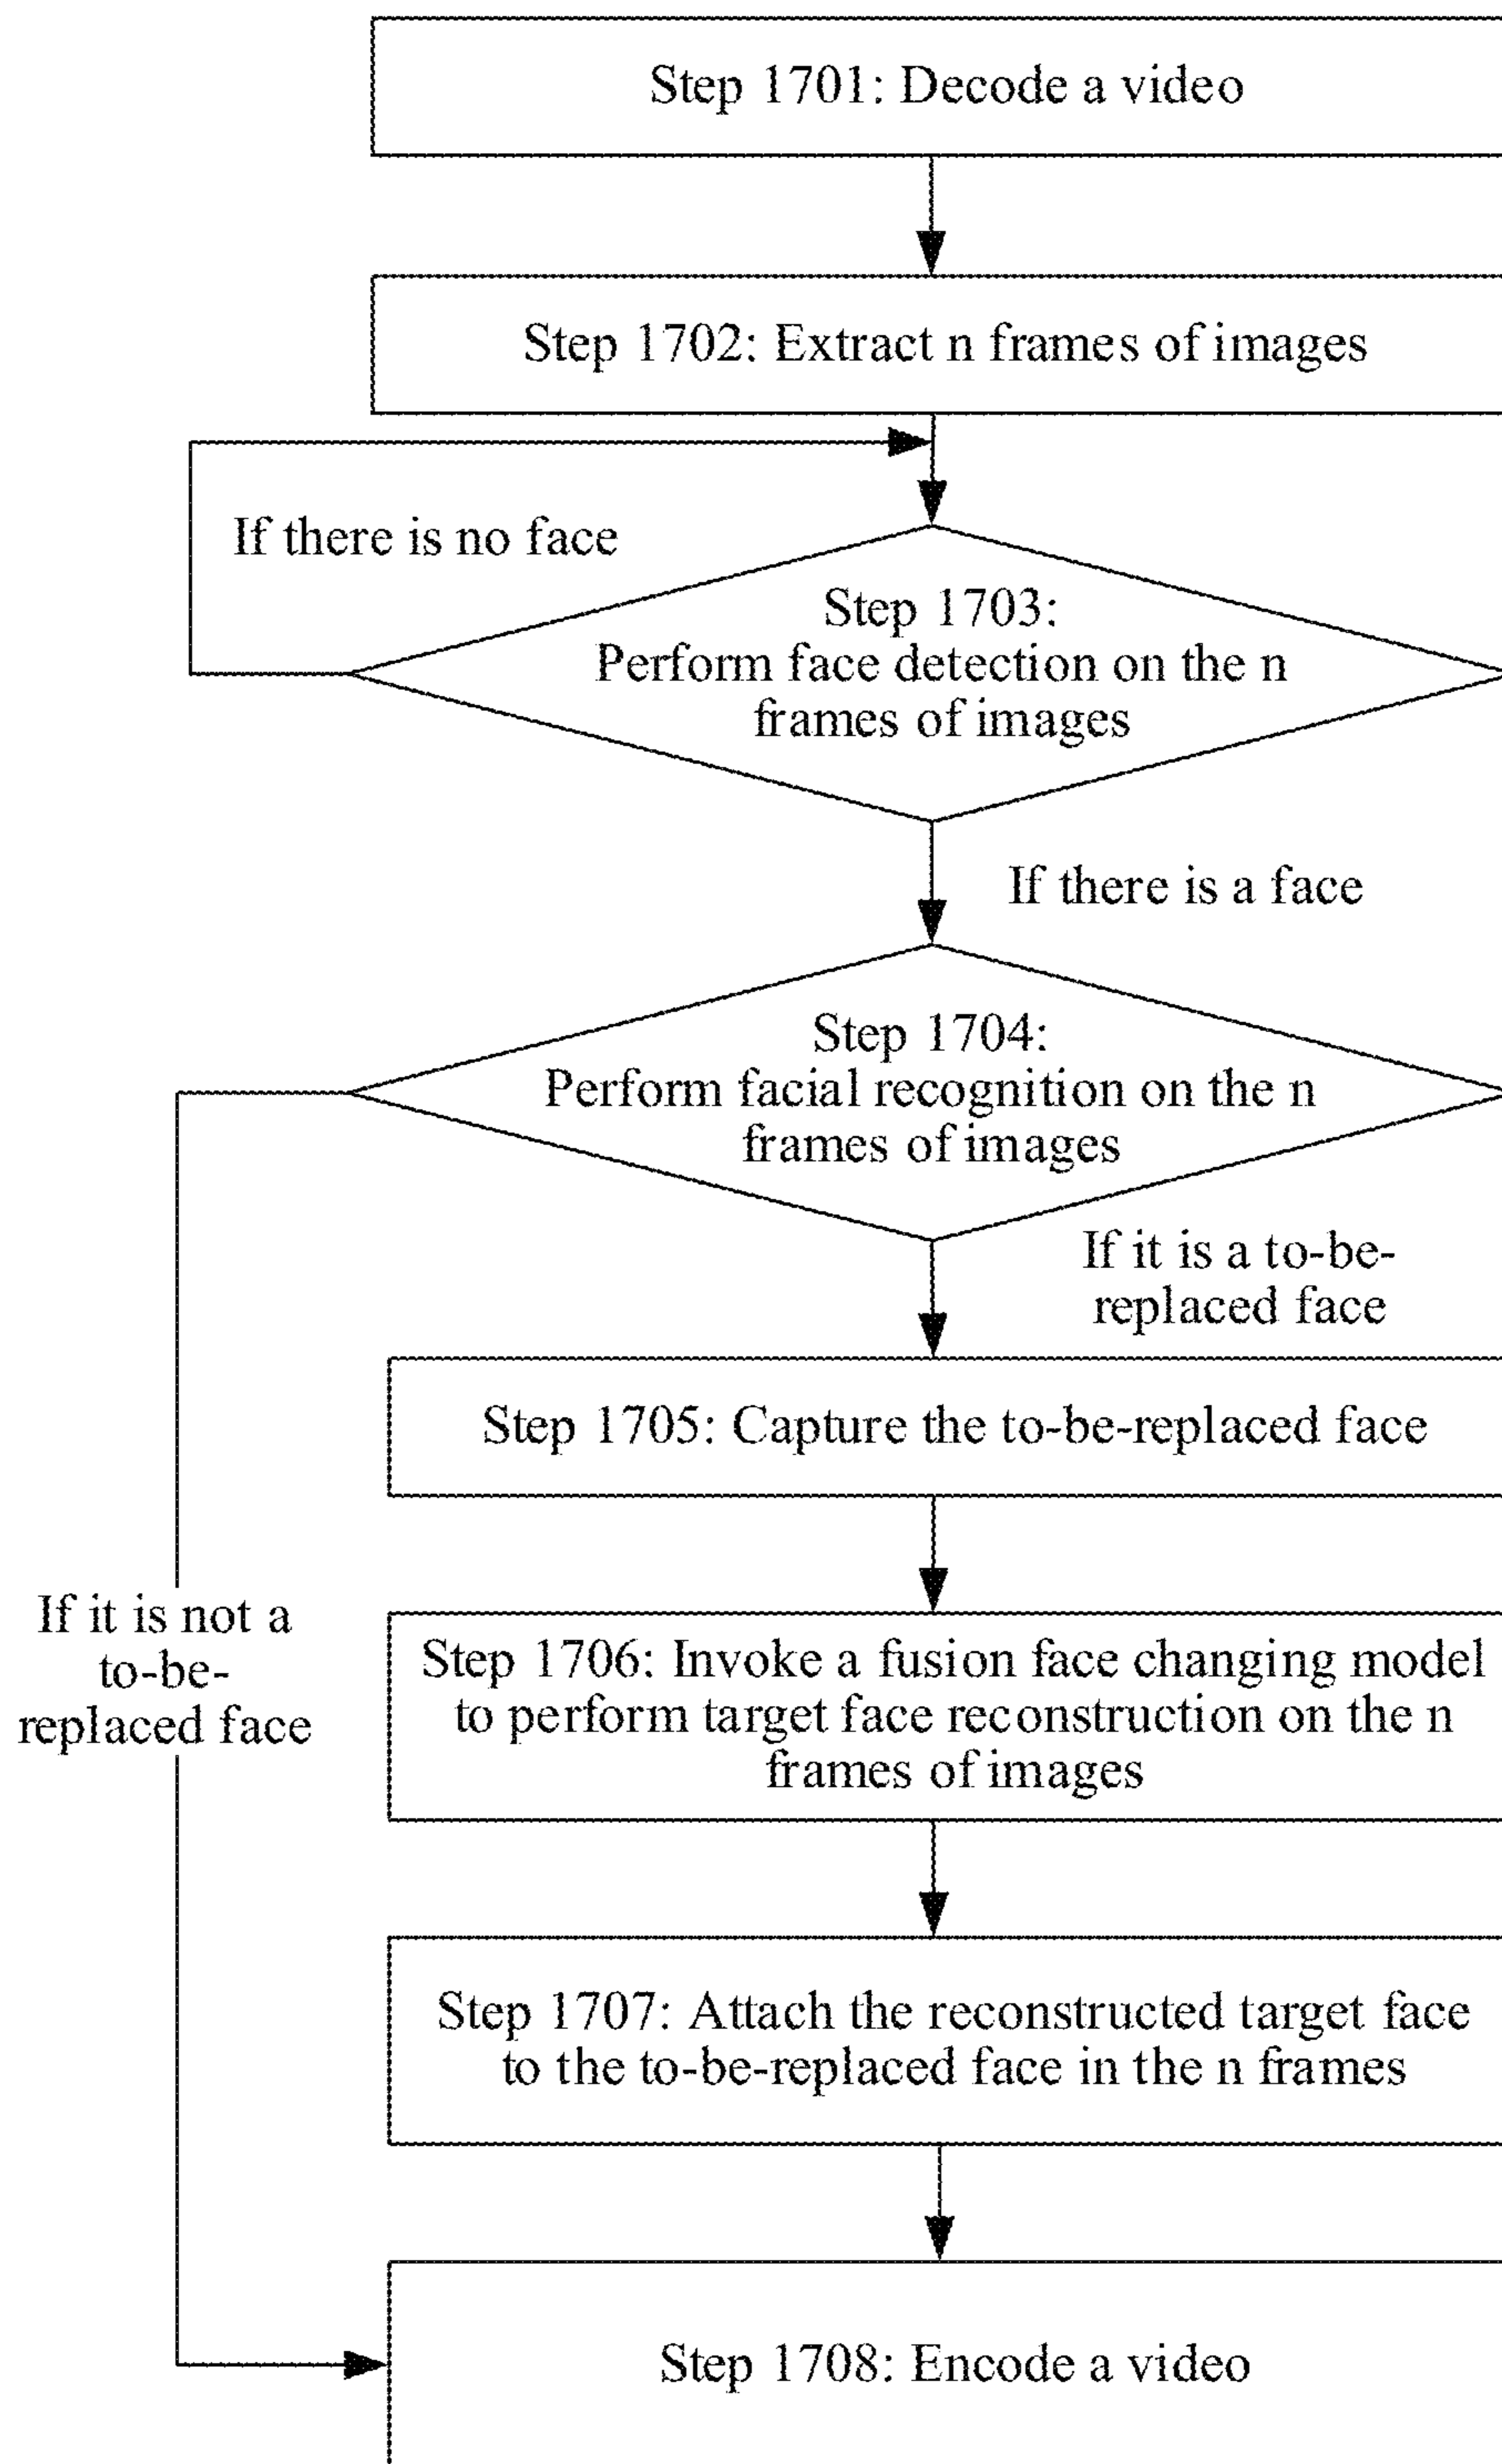 Step 1701: Decode a video
Step 1702: Extract n frames of images
If there is no face
Step 1703:
Perform face detection on the n
frames of images
If there is a face
Step 1704:
Perform facial recognition on the n
frames of images
If it is a to-be-
replaced face
Step 1705: Capture the to-be-replaced face
If it is not a
to-be-
replaced face
Step 1706: Invoke a fusion face changing model
to perform target face reconstruction on the n
frames of images
Step 1707: Attach the reconstructed target face
to the to-be-replaced face in the n frames
Step 1708: Encode a video